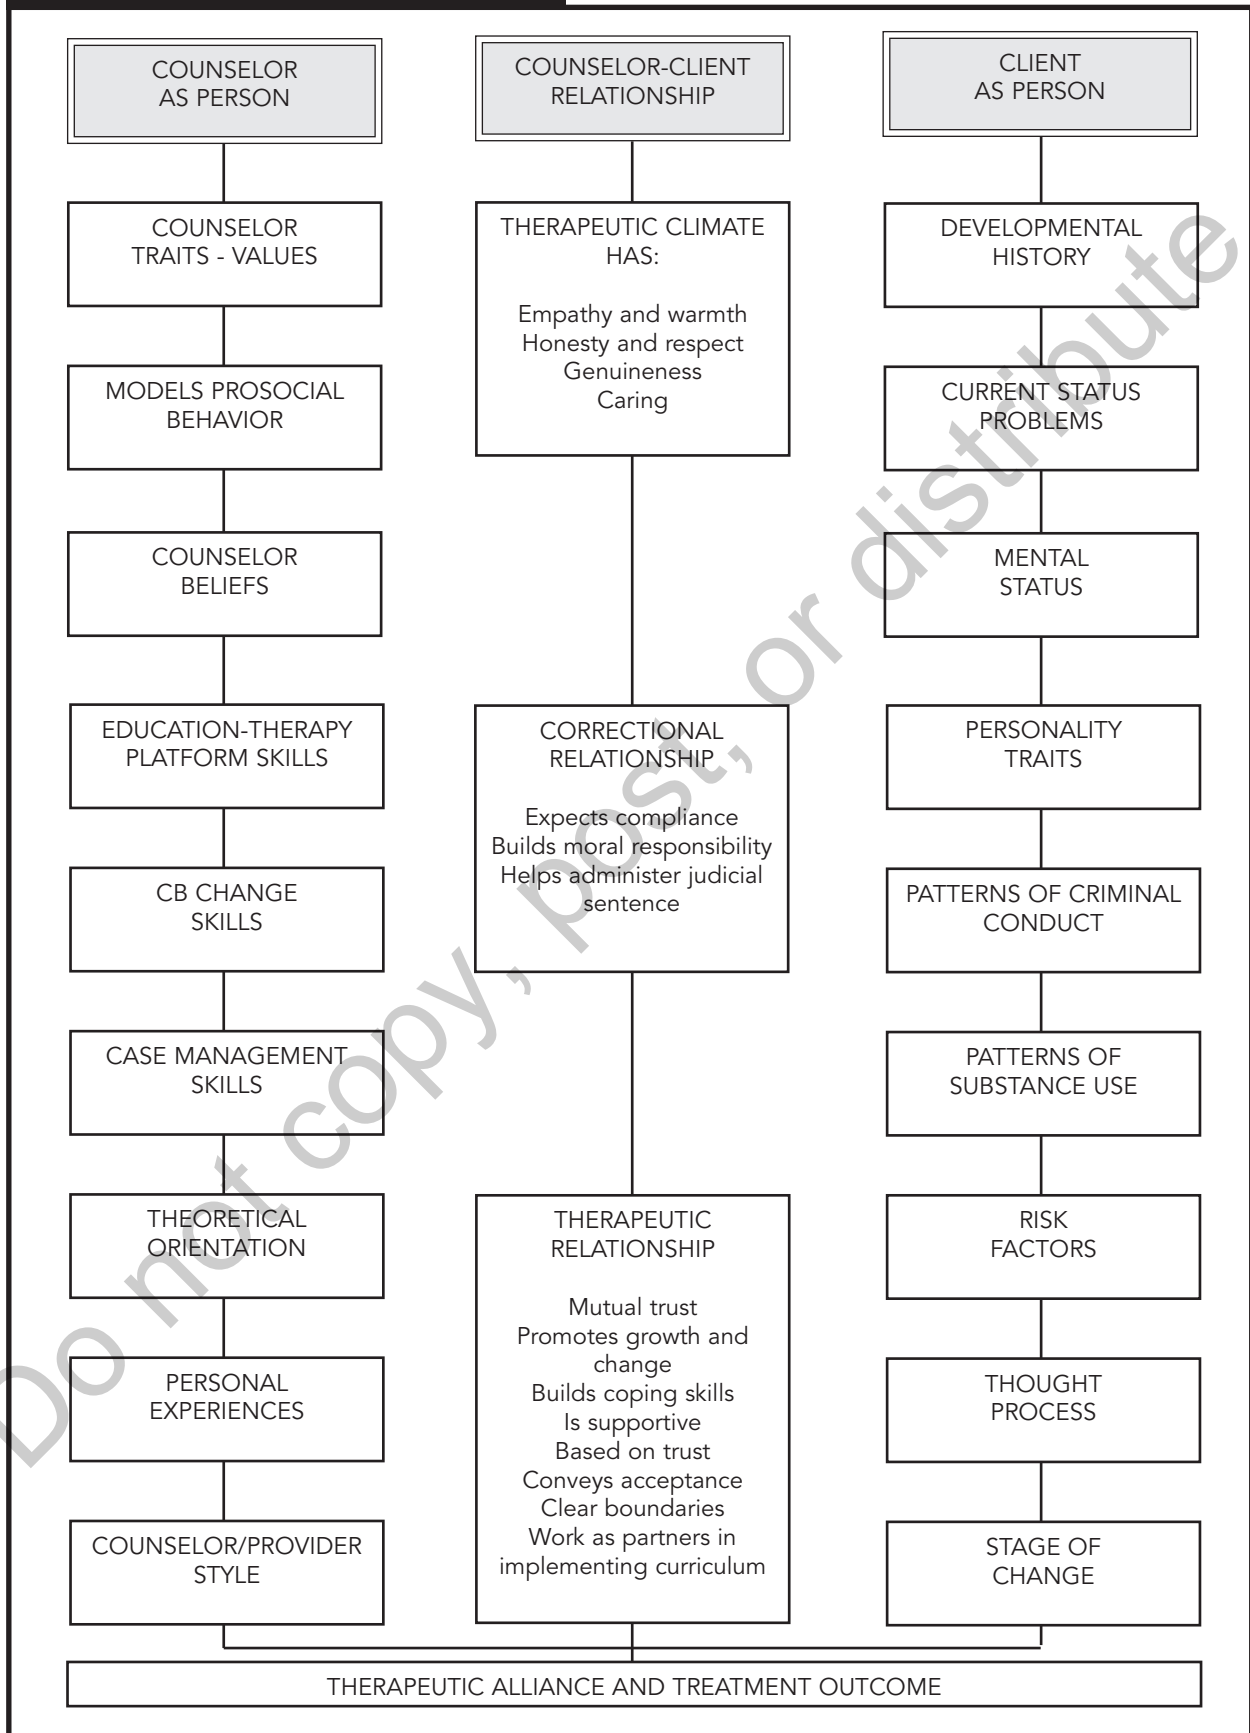 COUNSELOR
AS PERSON
COUNSELOR
TRAITS - VALUES
MODELS PROSOCIAL
BEHAVIOR
COUNSELOR
BELIEFS
EDUCATION-THERAPY
PLATFORM SKILLS
CB CHANGE
SKILLS
CASE MANAGEMENT
SKILLS
THEORETICAL
ORIENTATION
PERSONAL
EXPERIENCES
COUNSELOR/PROVIDER
STYLE
COUNSELOR-CLIENT
RELATIONSHIP
THERAPEUTIC CLIMATE
HAS:
Empathy and warmth
Honesty and respect
Genuineness
Caring
CORRECTIONAL
RELATIONSHIP
Expects compliance
Builds moral responsibility
Helps administer judicial
sentence
THERAPEUTIC
RELATIONSHIP
Mutual trust
Promotes growth and
change
Builds coping skills
Is supportive
Based on trust
Conveys acceptance
Clear boundaries
Work as partners in
implementing curriculum
CLIENT
AS PERSON
DEVELOPMENTAL
HISTORY
CURRENT STATUS
PROBLEMS
MENTAL
STATUS
PERSONALITY
TRAITS
PATTERNS OF CRIMINAL
CONDUCT
PATTERNS OF
SUBSTANCE USE
RISK
FACTORS
THOUGHT
PROCESS
STAGE OF
CHANGE
THERAPEUTIC ALLIANCE AND TREATMENT OUTCOME
Do not copy, post, or distribute